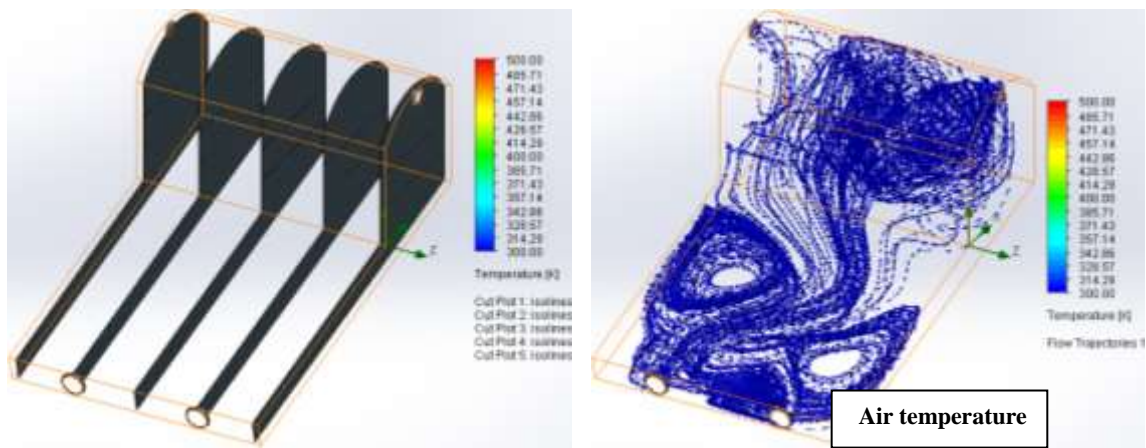 500.00
485.71
471.43
457.14
442.86
428.57
414.29
400.00
385.71
371.43
357.14
342.86
328.57
314.29
300.00
Temperature [K]
Cut Plot 1: isolines
Cut Plot 2: isolines
Cut Plot 3: isolines
Cut Plot 4: isolines
Cut Plot 5: isolines
Z
500.00
485.71
471.43
457.14
442.86
428.57
414.29
400.00
385.71
371.43
357.14
342.86
328.57
314.29
300.00
Temperature [K]
Flow Trajectories 1
Z
Air temperature